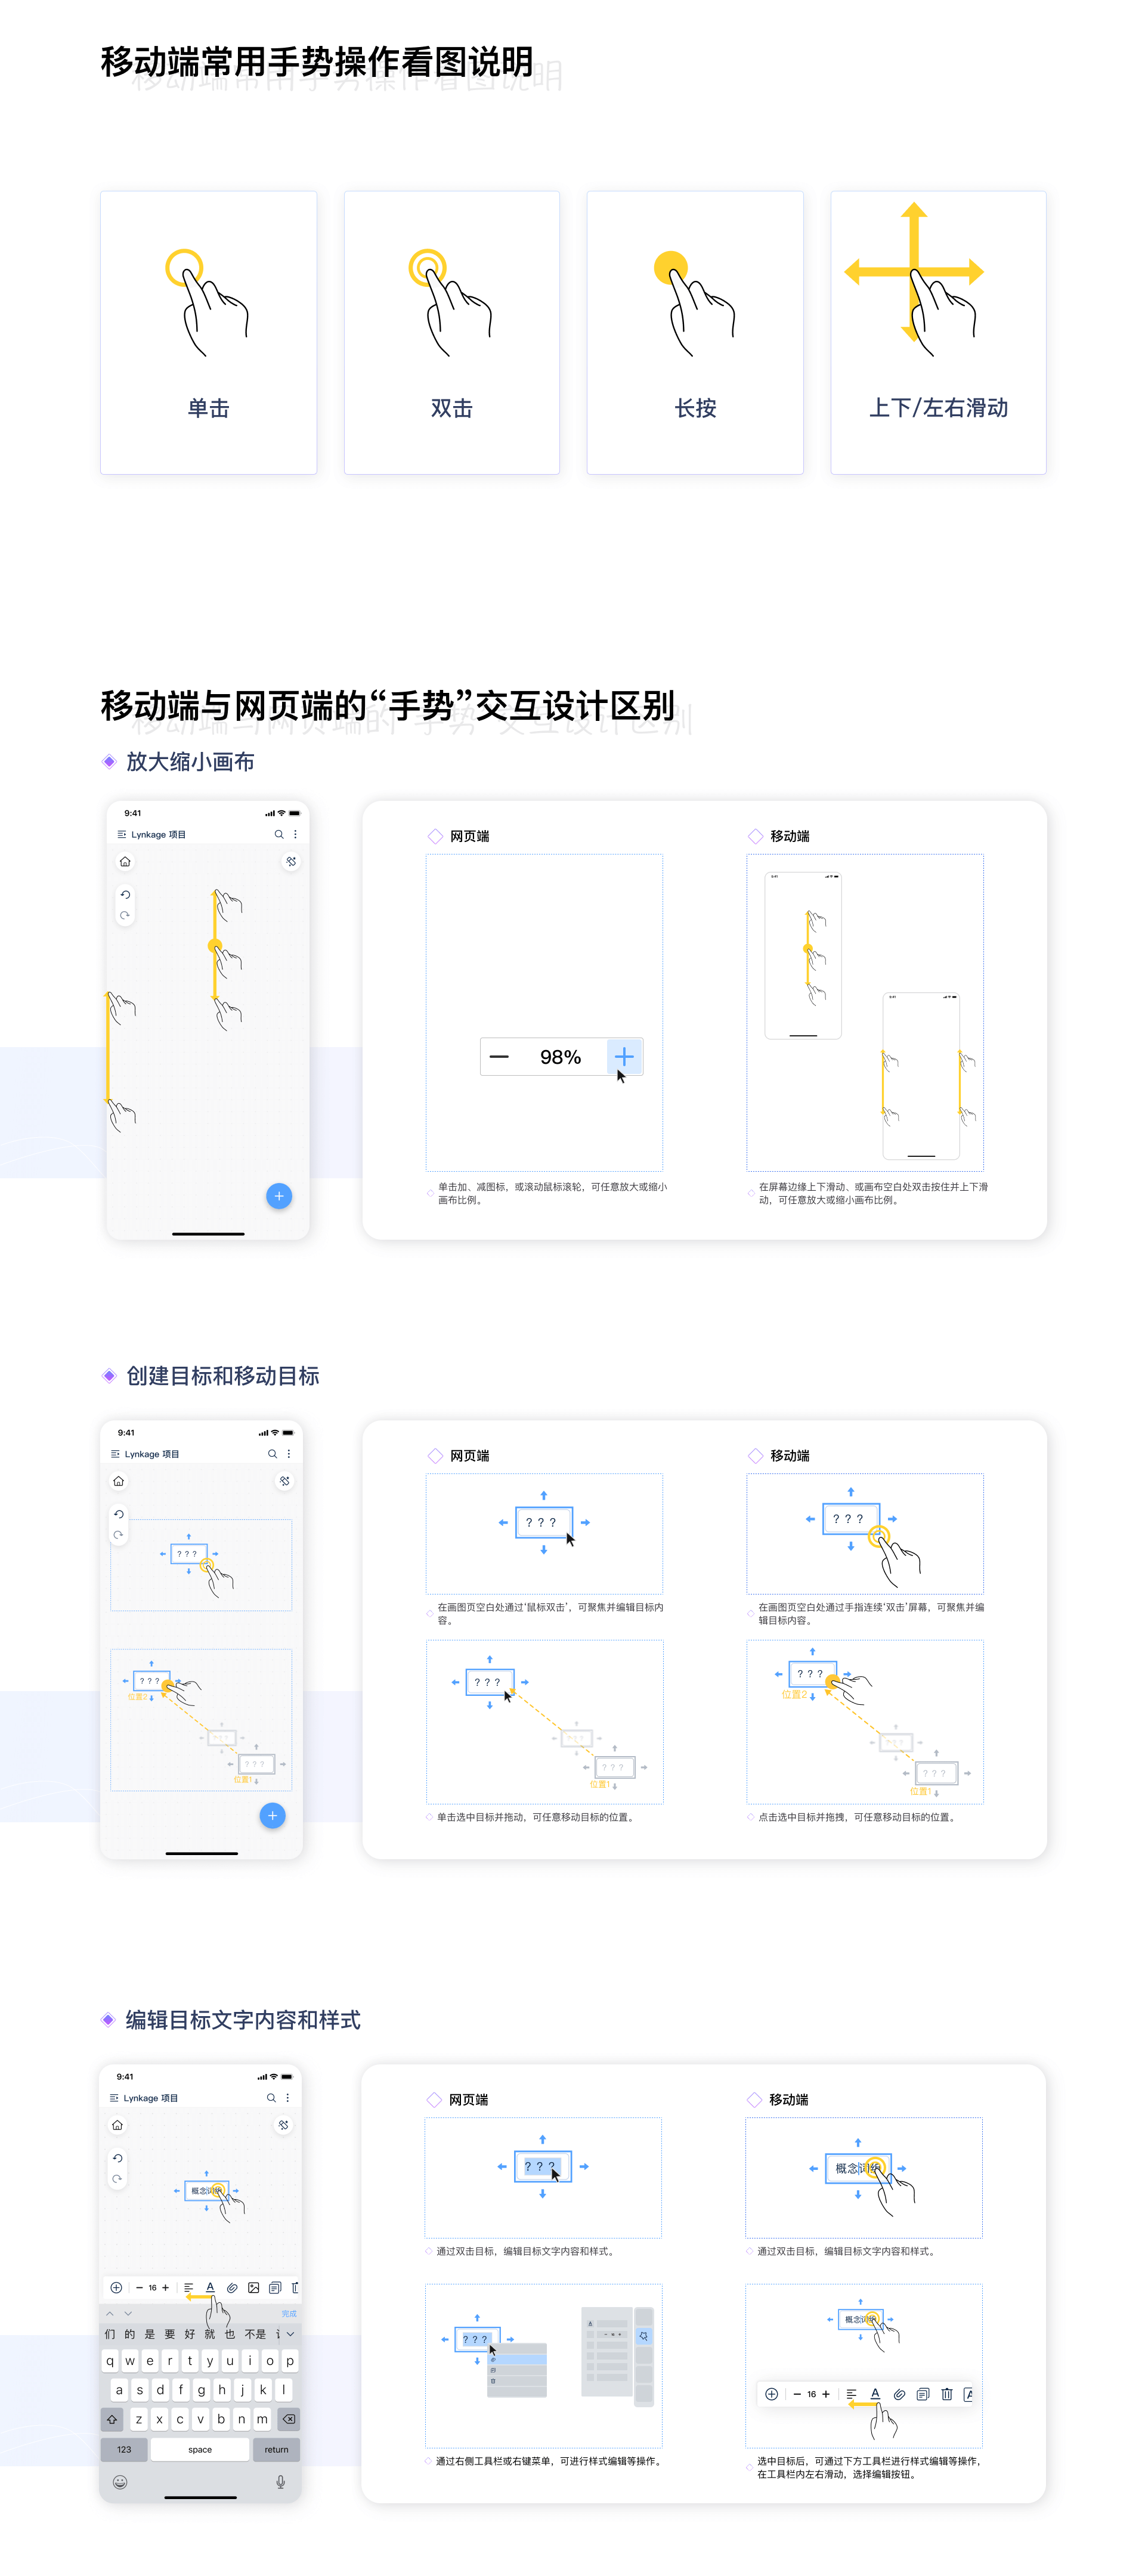 移动端常用手势操作看图说明
单击
双击
长按
上下/左右滑动
移动端与网页端的“手势”交互设计区别
放大缩小画布
9:41
Lynkage 项目
网页端
98%
单击加、减图标，或滚动鼠标滚轮，可任意放大或缩小
画布比例。
移动端
9:41
9:41
在屏幕边缘上下滑动、或画布空白处双击按住并上下滑
动，可任意放大或缩小画布比例。
创建目标和移动目标
9:41
Lynkage 项目
? ? ?
? ? ?
位置2
? ? ?
? ? ?
位置1
网页端
? ? ?
在画图页空白处通过‘鼠标双击’，可聚焦并编辑目标内
容。
? ? ?
? ? ?
? ? ?
位置1
单击选中目标并拖动，可任意移动目标的位置。
移动端
? ? ?
在画图页空白处通过手指连续‘双击’屏幕，可聚焦并编
辑目标内容。
? ? ?
位置2
? ? ?
? ? ?
位置1
点击选中目标并拖拽，可任意移动目标的位置。
编辑目标文字内容和样式
9:41
Lynkage 项目
概念词组
16
A
完成
们 的 是 要 好 就 也 不是
q w e r t y u i o p
a s d f g h j k l
z x c v b n m
123 space return
网页端
? ? ?
通过双击目标，编辑目标文字内容和样式。
? ? ?
A
通过右侧工具栏或右键菜单，可进行样式编辑等操作。
移动端
概念词组
通过双击目标，编辑目标文字内容和样式。
概念词组
16
A
A
选中目标后，可通过下方工具栏进行样式编辑等操作，
在工具栏内左右滑动，选择编辑按钮。